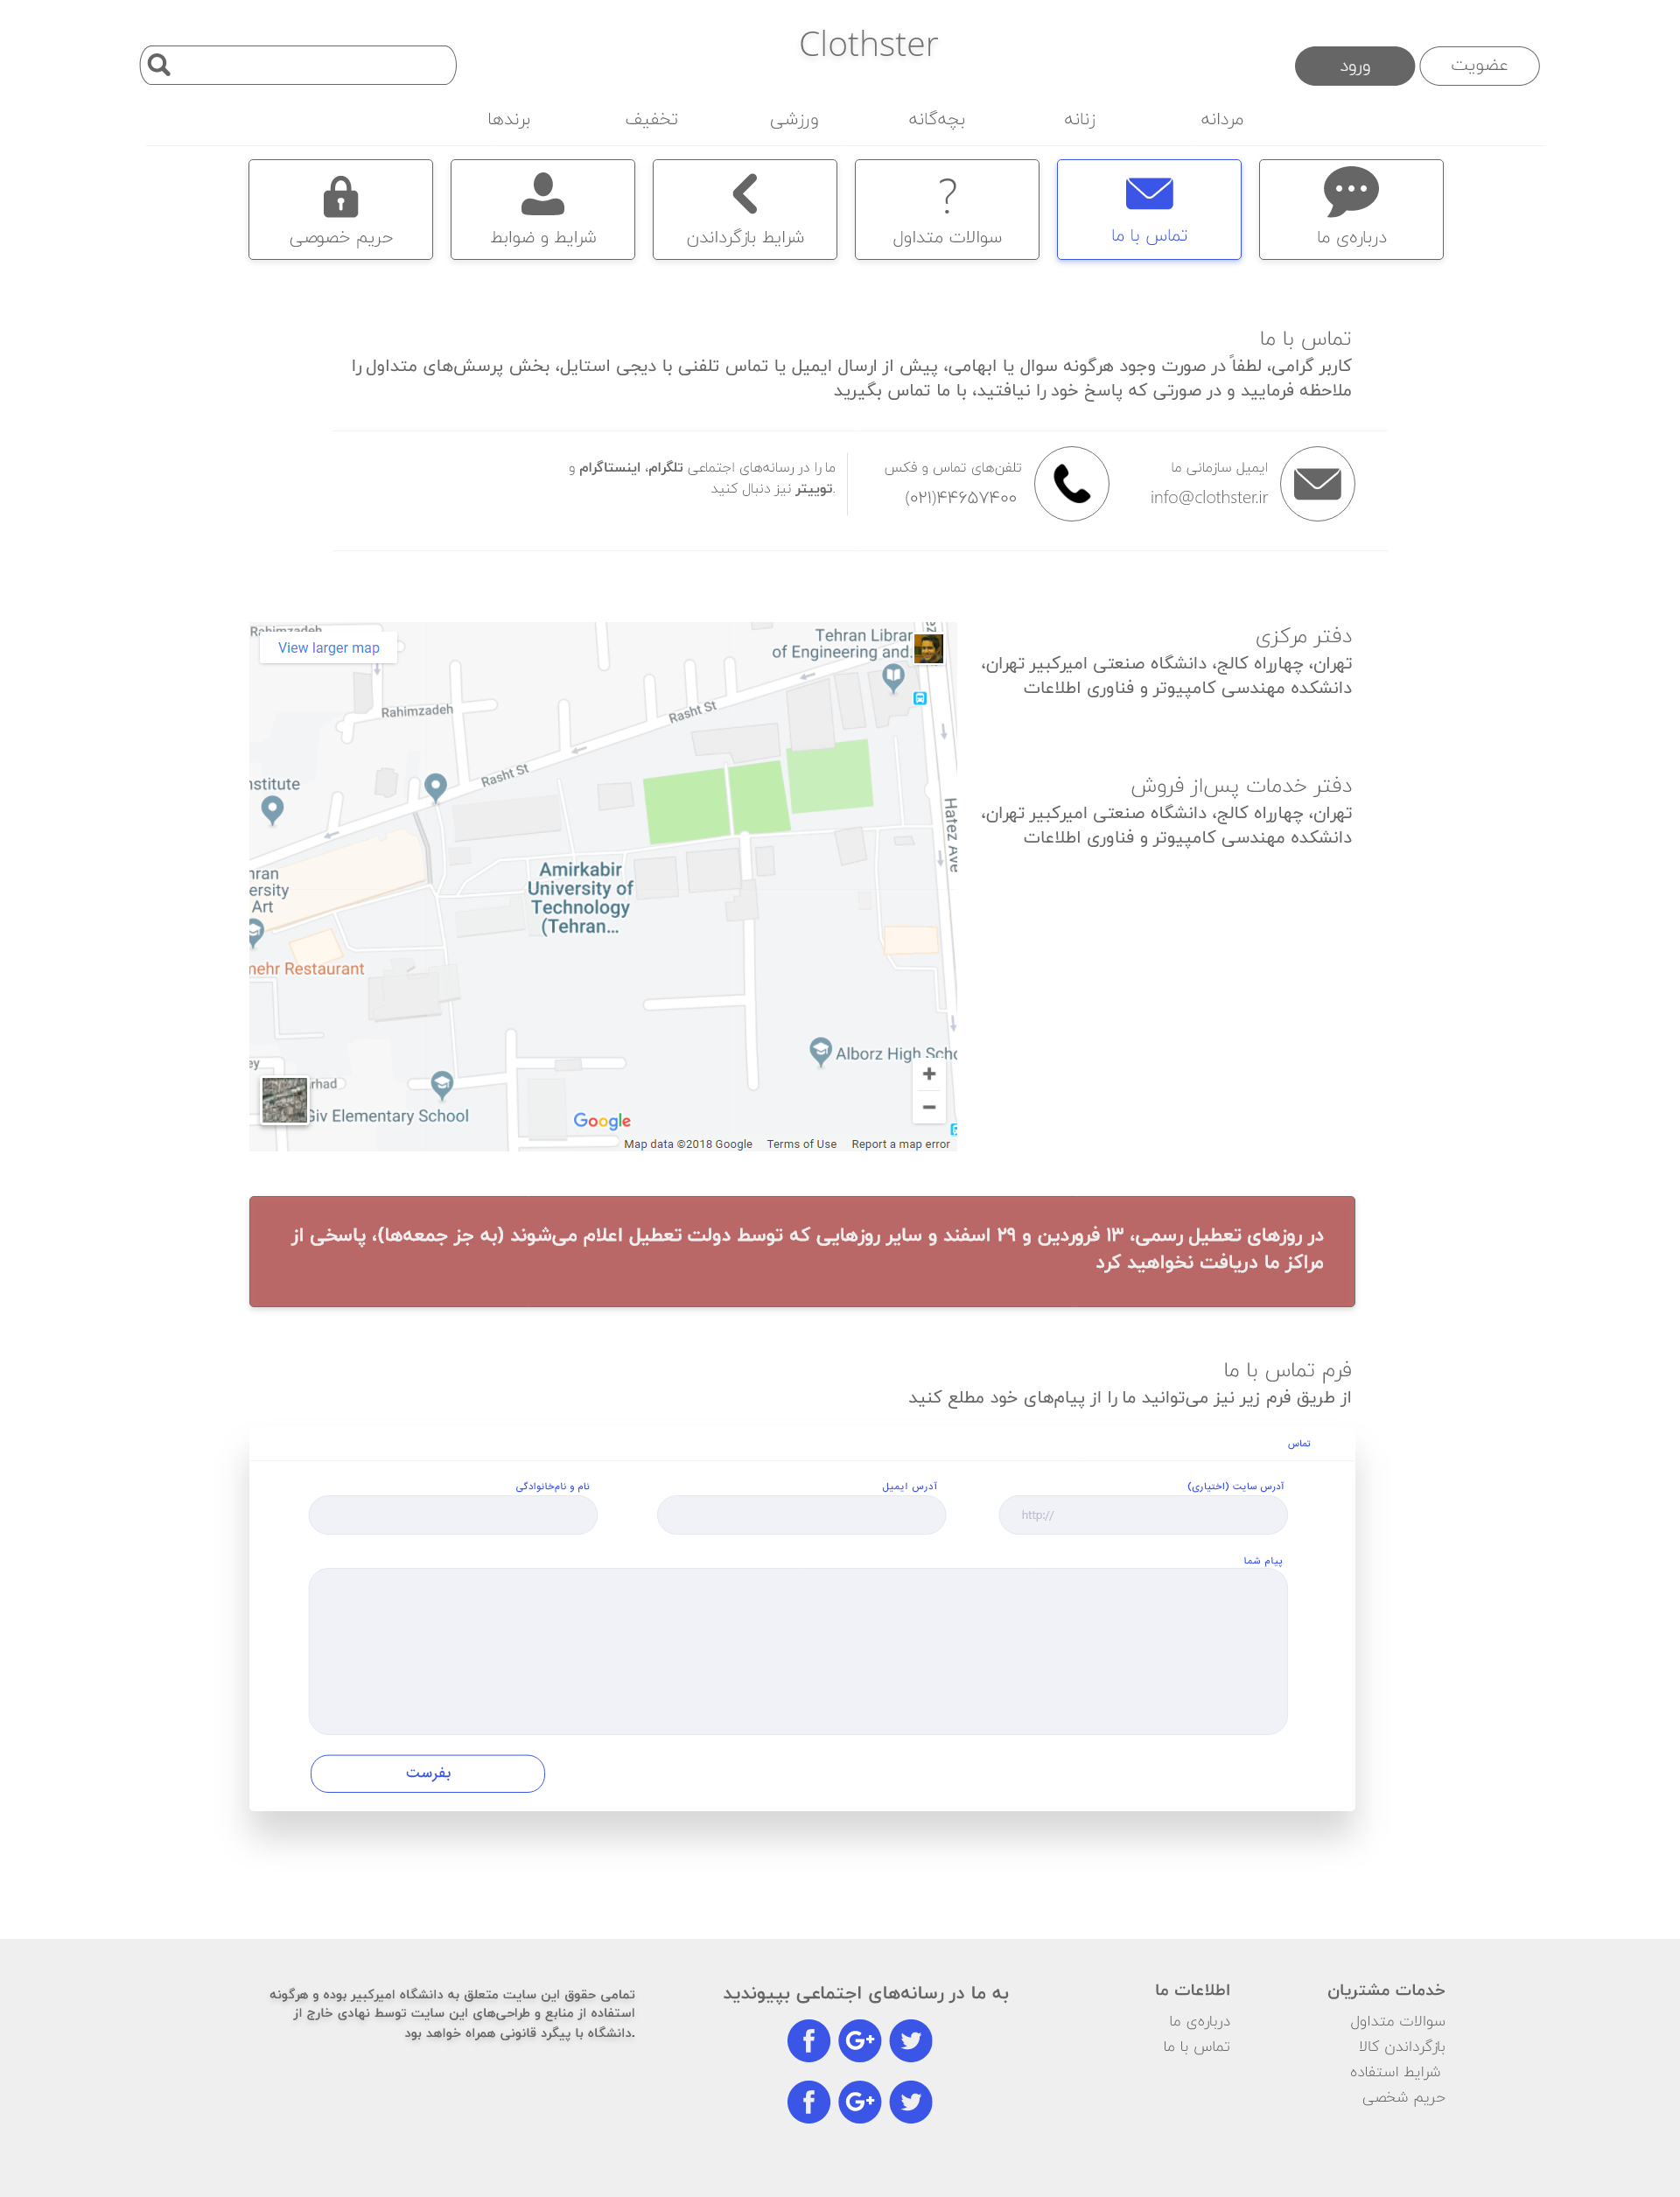 Clothster
عضویت
ورود
مردانه
زنانه
بچه‌گانه
ورزشی
تخفیف
برندها
درباره‌ی ما
تماس با ما
سوالات متداول
شرایط بازگرداندن
شرایط و ضوابط
حریم خصوصی
تماس با ما
کاربر گرامی، لطفاً در صورت وجود هرگونه سوال یا ابهامی، پیش از ارسال ایمیل یا تماس تلفنی با دیجی استایل، بخش پرسش‌های متداول را
ملاحظه فرمایید و در صورتی که پاسخ خود را نیافتید، با ما تماس بگیرید
ایمیل سازمانی ما
info@clothster.ir
تلفن‌های تماس و فکس
(۰۲۱)۴۴۶۵۷۴۰۰
ما را در رسانه‌های اجتماعی تلگرام، اینستاگرام و
توییتر نیز دنبال کنید.
دفتر مرکزی
تهران، چهارراه کالج، دانشگاه صنعتی امیرکبیر تهران،
دانشکده مهندسی کامپیوتر و فناوری اطلاعات
دفتر خدمات پس‌از فروش
تهران، چهارراه کالج، دانشگاه صنعتی امیرکبیر تهران،
دانشکده مهندسی کامپیوتر و فناوری اطلاعات
Rahimzadeh
View larger map
Tehran Librar
of Engineering and.
Rahimzadeh
Rasht St
Rasht St
nstitute
Hafez Ave
Amirkabir
University of
Technology
(Tehran...
hran
ersity
Art
mehr Restaurant
Alborz High Scho
ey
rhad
Giv Elementary School
Google
Map data ©2018 Google
Terms of Use
Report a map error
در روزهای تعطیل رسمی، ۱۳ فروردین و ۲۹ اسفند و سایر روزهایی که توسط دولت تعطیل اعلام می‌شوند (به جز جمعه‌ها)، پاسخی از
مراکز ما دریافت نخواهید کرد
فرم تماس با ما
از طریق فرم زیر نیز می‌توانید ما را از پیام‌های خود مطلع کنید
تماس
آدرس سایت (اختیاری)
آدرس ایمیل
نام و نام‌خانوادگی
http://
پیام شما
بفرست
خدمات مشتریان
سوالات متداول
بازگرداندن کالا
شرایط استفاده
حریم شخصی
اطلاعات ما
درباره‌ی ما
تماس با ما
به ما در رسانه‌های اجتماعی بپیوندید
تمامی حقوق این سایت متعلق به دانشگاه امیرکبیر بوده و هرگونه
استفاده از منابع و طراحی‌های این سایت توسط نهادی خارج از
دانشگاه با پیگرد قانونی همراه خواهد بود.